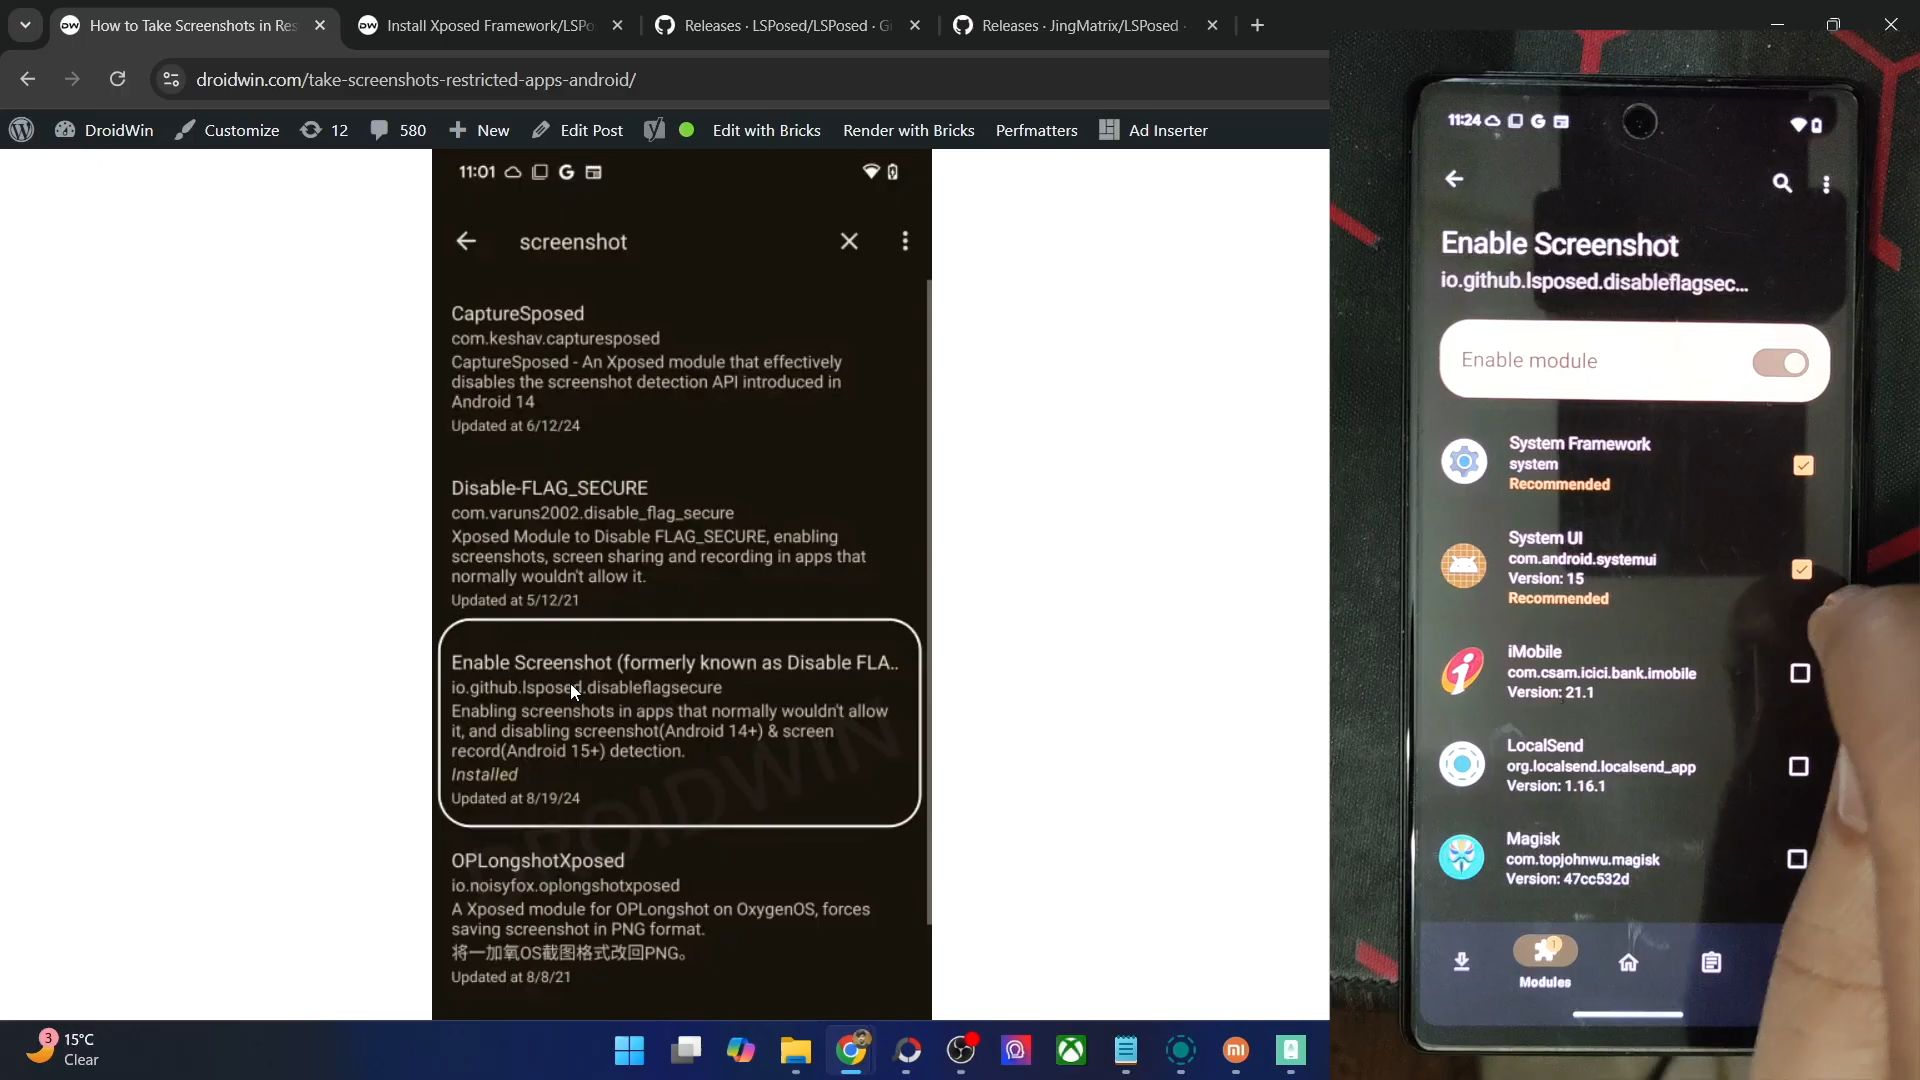 How to Take Screenshots in Res
Install Xposed Framework/LSPo
Releases · LSPosed/LSPosed · Gi
Releases · JingMatrix/LSPosed ·
droidwin.com/take-screenshots-restricted-apps-android/
DroidWin
Customize
12
580
New
Edit Post
Edit with Bricks
Render with Bricks
Perfmatters
Ad Inserter
11:01
screenshot
CaptureSposed
com.keshav.capturesposed
CaptureSposed - An Xposed module that effectively
disables the screenshot detection API introduced in
Android 14
Updated at 6/12/24
Disable-FLAG_SECURE
com.varuns2002.disable_flag_secure
Xposed Module to Disable FLAG_SECURE, enabling
screenshots, screen sharing and recording in apps that
normally wouldn't allow it.
Updated at 5/12/21
Enable Screenshot (formerly known as Disable FLA..
io.github.lsposed.disableflagsecure
Enabling screenshots in apps that normally wouldn't allow
it, and disabling screenshot(Android 14+) & screen
record(Android 15+) detection.
Installed
Updated at 8/19/24
DROIDWIN
OPLongshotXposed
io.noisyfox.oplongshotxposed
A Xposed module for OPLongshot on OxygenOS, forces
saving screenshot in PNG format.
将一加氧OS截图格式改回PNG。
Updated at 8/8/21
11:24
Enable Screenshot
io.github.lsposed.disableflagsec...
Enable module
System Framework
system
Recommended
System UI
com.android.systemui
Version: 15
Recommended
iMobile
com.csam.icici.bank.imobile
Version: 21.1
LocalSend
org.localsend.localsend_app
Version: 1.16.1
Magisk
com.topjohnwu.magisk
Version: 47cc532d
1
Modules
3
15°C
Clear